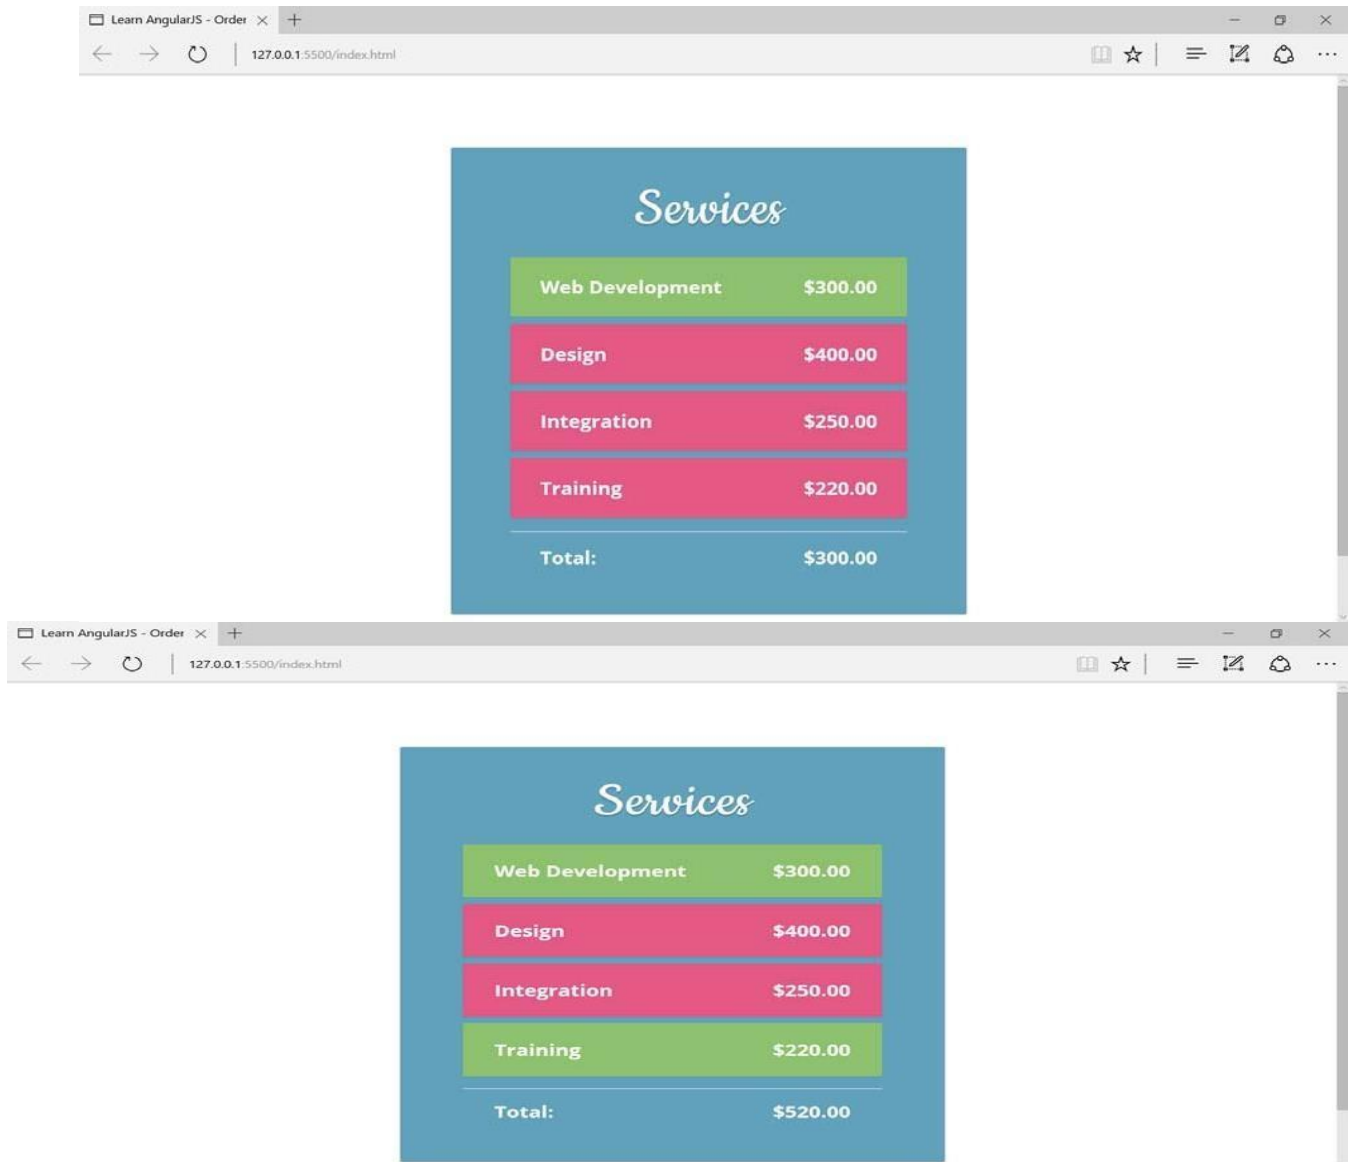 Learn AngularJS - Order
127.0.0.1:5500/index.html
Services
Web Development $300.00
Design $400.00
Integration $250.00
Training $220.00
Total: $300.00
Learn AngularJS - Order
127.0.0.1:5500/index.html
Services
Web Development $300.00
Design $400.00
Integration $250.00
Training $220.00
Total: $520.00